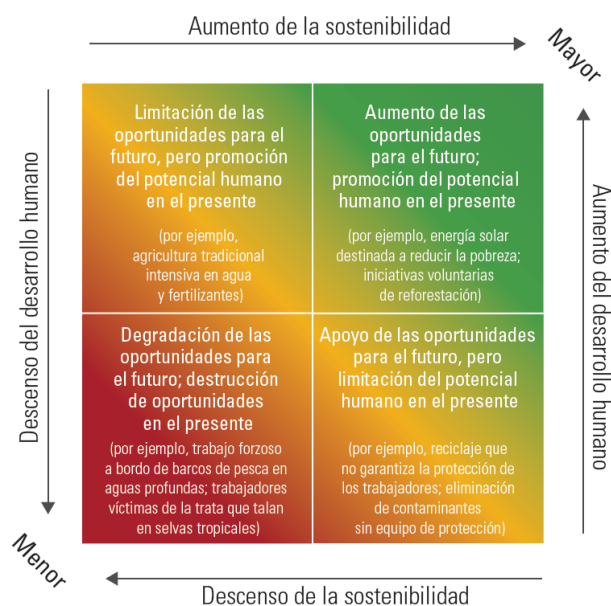 Aumento de la sostenibilidad
Mayor
Descenso del desarrollo humano
Limitación de las
oportunidades para el
futuro, pero promoción
del potencial humano
en el presente
(por ejemplo,
agricultura tradicional
intensiva en agua
y fertilizantes)
Aumento de las
oportunidades
para el futuro;
promoción del potencial
humano en el presente
(por ejemplo, energía solar
destinada a reducir la pobreza;
iniciativas voluntarias
de reforestación)
Aumento del desarrollo humano
Degradación de las
oportunidades para
el futuro; destrucción
de oportunidades
en el presente
(por ejemplo, trabajo forzoso
a bordo de barcos de pesca en
aguas profundas; trabajadores
víctimas de la trata que talan
en selvas tropicales)
Apoyo de las oportunidades
para el futuro, pero
limitación del potencial
humano en el presente
(por ejemplo, reciclaje que
no garantiza la protección de
los trabajadores; eliminación
de contaminantes
sin equipo de protección)
Menor
Descenso de la sostenibilidad